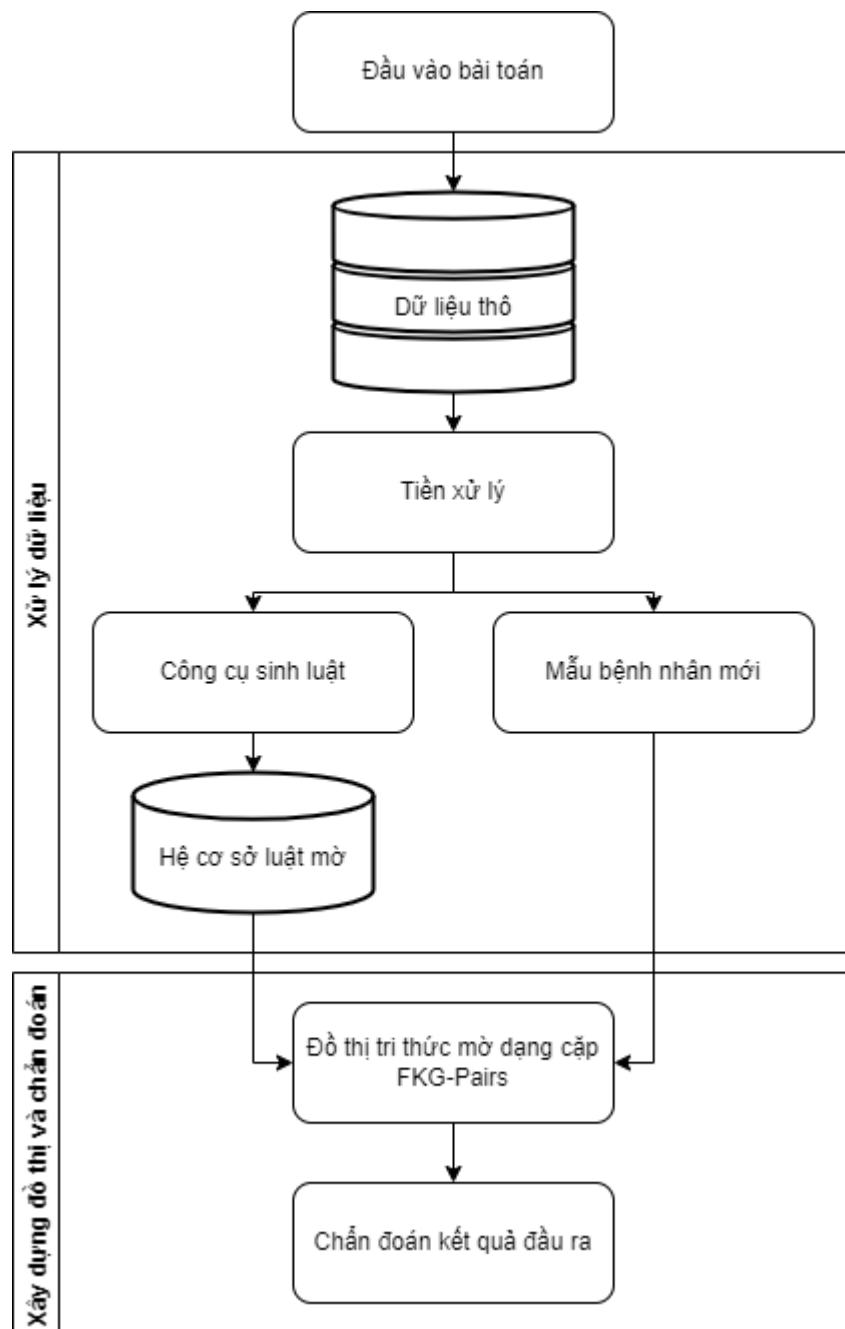 Đầu vào bài toán
Xử lý dữ liệu
Dữ liệu thô
Tiền xử lý
Công cụ sinh luật
Mẫu bệnh nhân mới
Hệ cơ sở luật mờ
Xây dựng đồ thị và chẩn đoán
Đồ thị tri thức mờ dạng cặp
FKG-Pairs
Chẩn đoán kết quả đầu ra